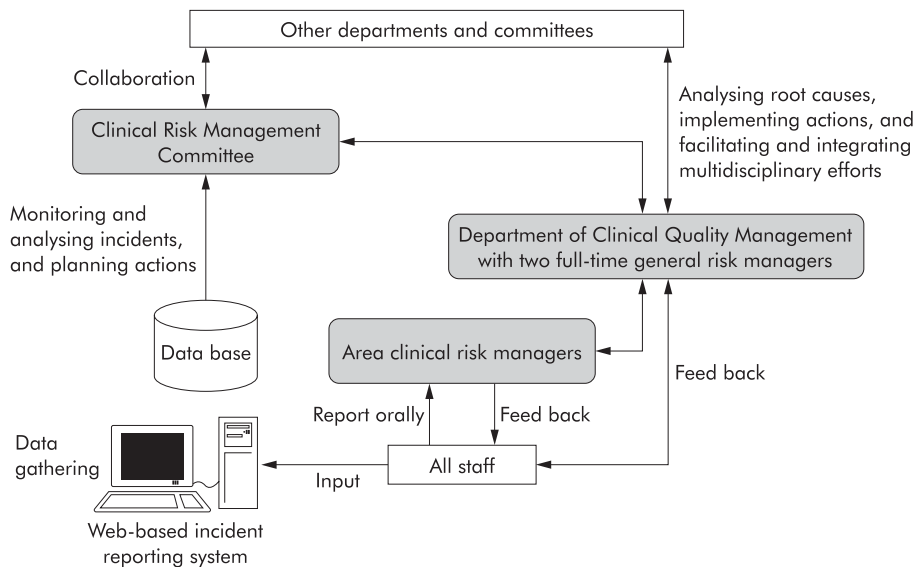 Other departments and committees
Collaboration
Clinical Risk Management
Committee
Analysing root causes,
implementing actions, and
facilitating and integrating
multidisciplinary efforts
Monitoring and
analysing incidents,
and planning actions
Department of Clinical Quality Management
with two full-time general risk managers
Data base
Area clinical risk managers
Feed back
Report orally
Feed back
Data
gathering
All staff
Input
Web-based incident
reporting system